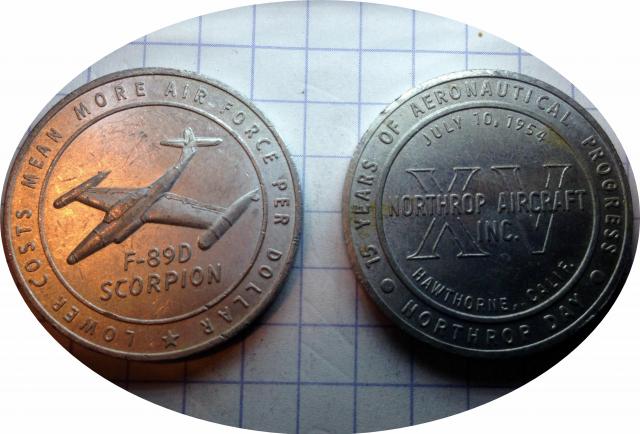 LOWER COSTS MEAN MORE AIR FORCE PER DOLLAR ★
F-89D
SCORPION
15 YEARS OF AERONAUTICAL PROGRESS
NORTHROP DAY
JULY 10, 1954
XV
NORTHROP AIRCRAFT
INC.
HAWTHORNE, CALIF.